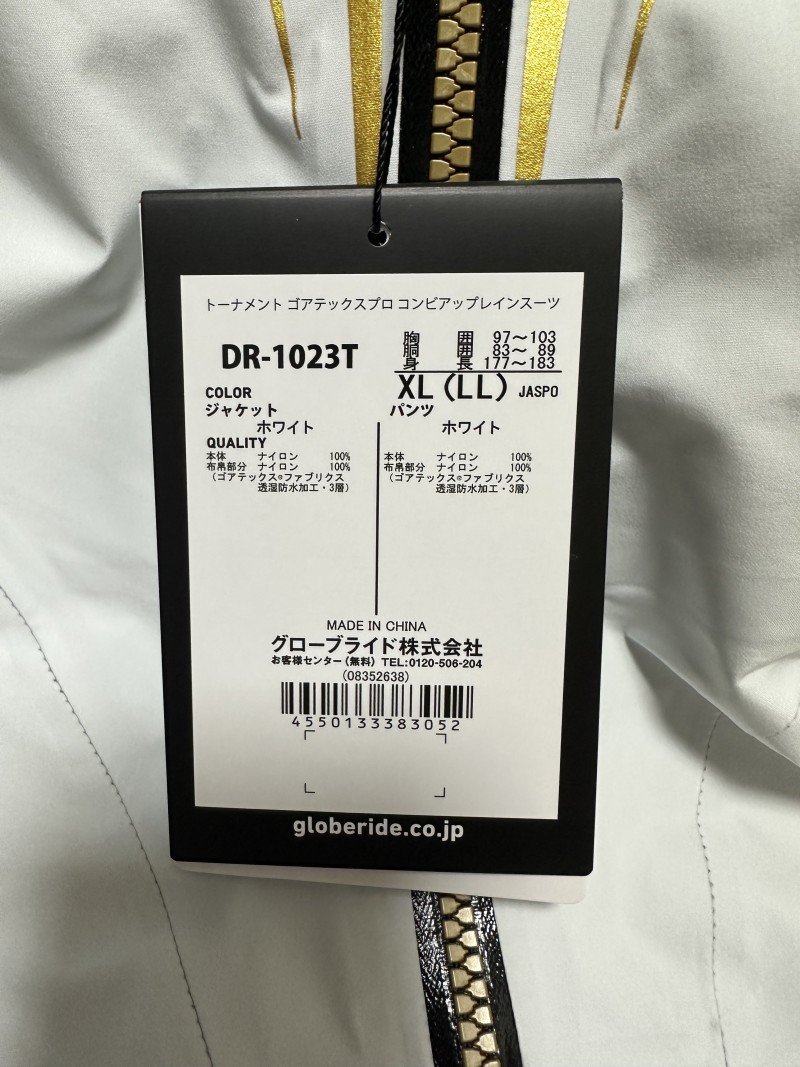 トーナメント ゴアテックスプロ コンビアップレインスーツ
DR-1023T
胸 囲 97〜103
胴 囲 83〜 89
身 長 177〜183
XL（LL） JASPO
COLOR
ジャケット
ホワイト
パンツ
ホワイト
QUALITY
本体 ナイロン 100%
布帛部分 ナイロン 100%
（ゴアテックス®ファブリクス
透湿防水加工・3層）
本体 ナイロン 100%
布帛部分 ナイロン 100%
（ゴアテックス®ファブリクス
透湿防水加工・3層）
MADE IN CHINA
グローブライド株式会社
お客様センター（無料） TEL:0120-506-204
（08352638）
4550133383052
globeride.co.jp